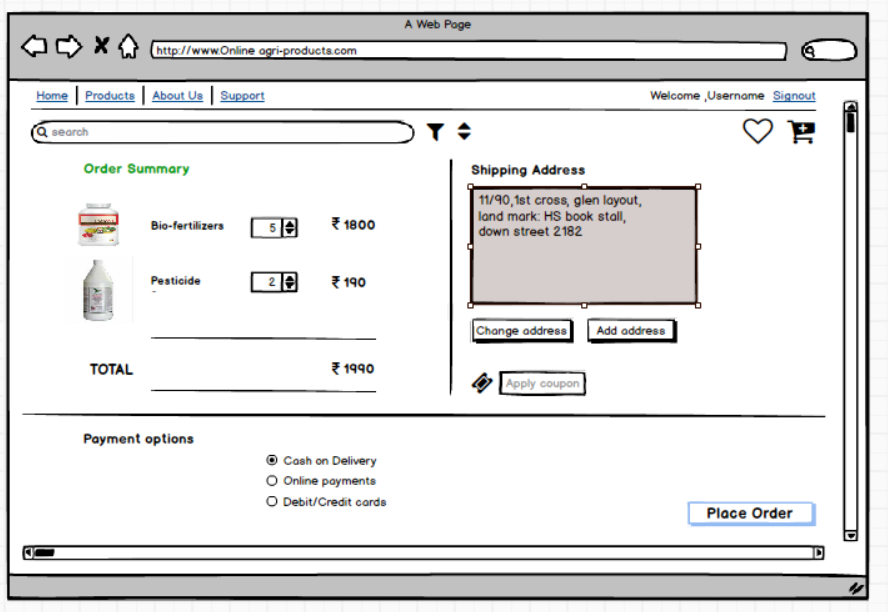 A Web Page
http://www.Online agri-products.com
Home Products About Us Support
Welcome ,Username Signout
search
Order Summary
Bio-fertilizers 5 ₹ 1800
Pesticide 2 ₹ 190
TOTAL ₹ 1990
Shipping Address
11/90,1st cross, glen layout,
land mark: HS book stall,
down street 2182
Change address Add address
Apply coupon
Payment options
Cash on Delivery
Online payments
Debit/Credit cards
Place Order